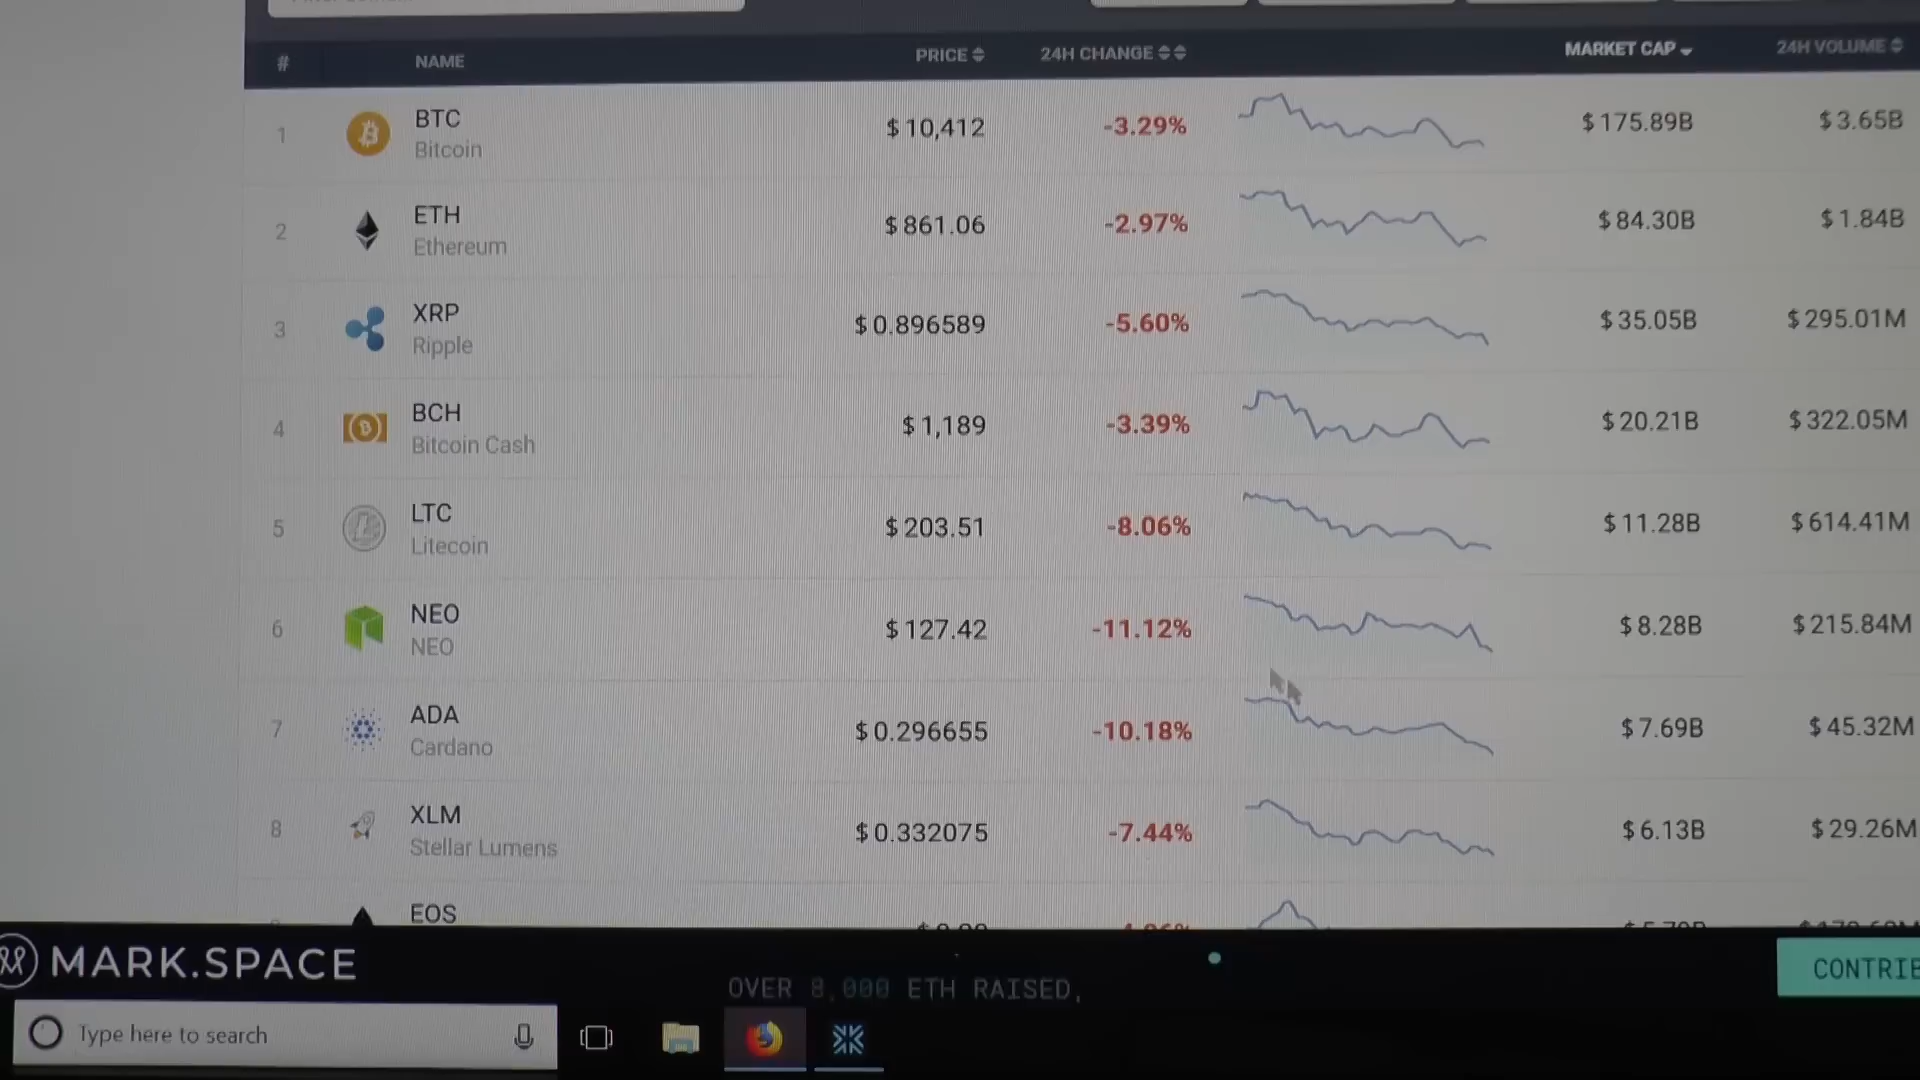 # NAME PRICE 24H CHANGE MARKET CAP 24H VOLUME
1 BTC $10,412 -3.29% $175.89B $3.65B
Bitcoin
2 ETH $861.06 -2.97% $84.30B $1.84B
Ethereum
3 XRP $0.896589 -5.60% $35.05B $295.01M
Ripple
4 BCH $1,189 -3.39% $20.21B $322.05M
Bitcoin Cash
5 LTC $203.51 -8.06% $11.28B $614.41M
Litecoin
6 NEO $127.42 -11.12% $8.28B $215.84M
NEO
7 ADA $0.296655 -10.18% $7.69B $45.32M
Cardano
8 XLM $0.332075 -7.44% $6.13B $29.26M
Stellar Lumens
EOS
MARK.SPACE
OVER 8,000 ETH RAISED,
CONTRIB
Type here to search